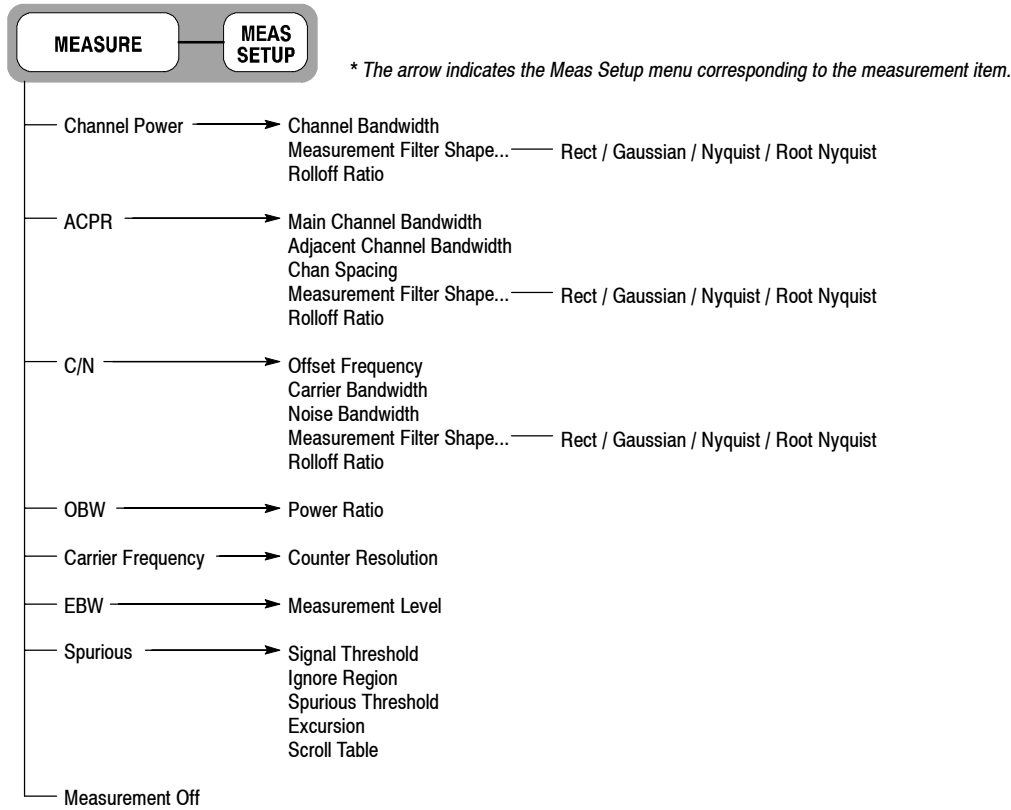 MEASURE
MEAS
SETUP
* The arrow indicates the Meas Setup menu corresponding to the measurement item.
Channel Power
Channel Bandwidth
Measurement Filter Shape...
Rect / Gaussian / Nyquist / Root Nyquist
Rolloff Ratio
ACPR
Main Channel Bandwidth
Adjacent Channel Bandwidth
Chan Spacing
Measurement Filter Shape...
Rect / Gaussian / Nyquist / Root Nyquist
Rolloff Ratio
C/N
Offset Frequency
Carrier Bandwidth
Noise Bandwidth
Measurement Filter Shape...
Rect / Gaussian / Nyquist / Root Nyquist
Rolloff Ratio
OBW
Power Ratio
Carrier Frequency
Counter Resolution
EBW
Measurement Level
Spurious
Signal Threshold
Ignore Region
Spurious Threshold
Excursion
Scroll Table
Measurement Off